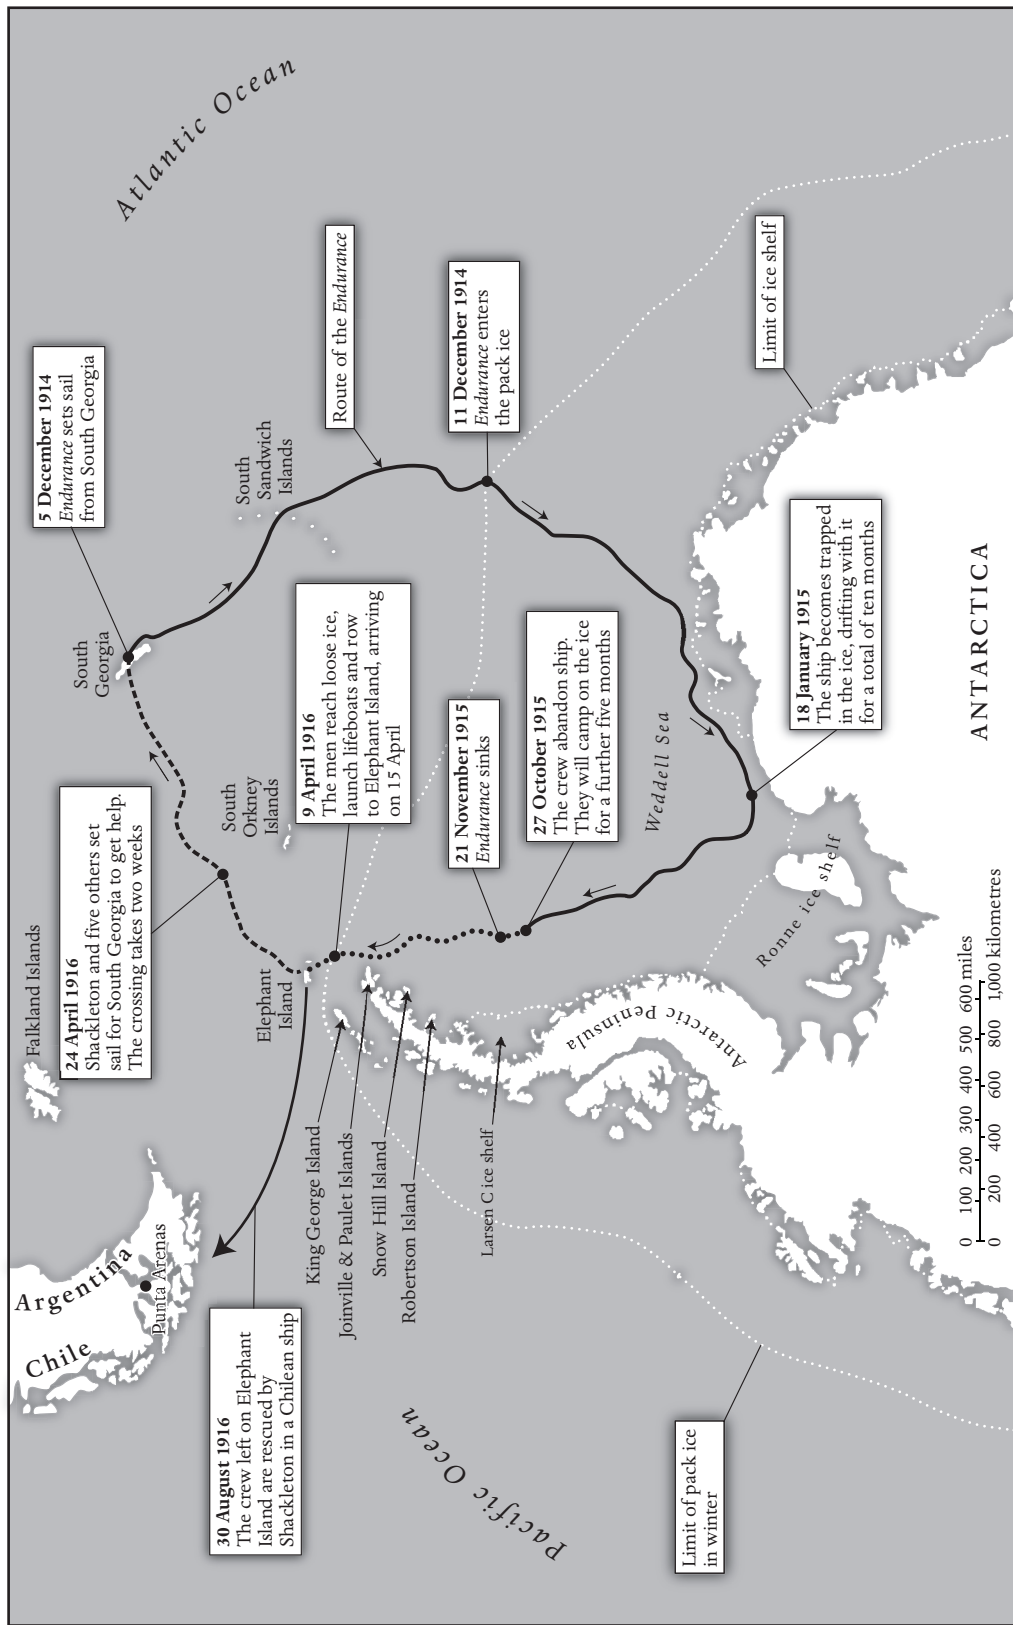 Atlantic Ocean
5 December 1914
Endurance sets sail
from South Georgia
South
Georgia
South
Sandwich
Islands
Route of the Endurance
11 December 1914
Endurance enters
the pack ice
Limit of ice shelf
Falkland Islands
24 April 1916
Shackleton and five others set
sail for South Georgia to get help.
The crossing takes two weeks
South
Orkney
Islands
9 April 1916
The men reach loose ice,
launch lifeboats and row
to Elephant Island, arriving
on 15 April
21 November 1915
Endurance sinks
27 October 1915
The crew abandon ship.
They will camp on the ice
for a further five months
Weddell Sea
18 January 1915
The ship becomes trapped
in the ice, drifting with it
for a total of ten months
ANTARCTICA
Elephant
Island
Ronne ice shelf
Antarctic Peninsula
Argentina
Chile
Punta Arenas
King George Island
Joinville & Paulet Islands
Snow Hill Island
Robertson Island
Larsen C ice shelf
30 August 1916
The crew left on Elephant
Island are rescued by
Shackleton in a Chilean ship
Pacific Ocean
Limit of pack ice
in winter
0 100 200 300 400 500 600 miles
0 200 400 600 800 1,000 kilometres